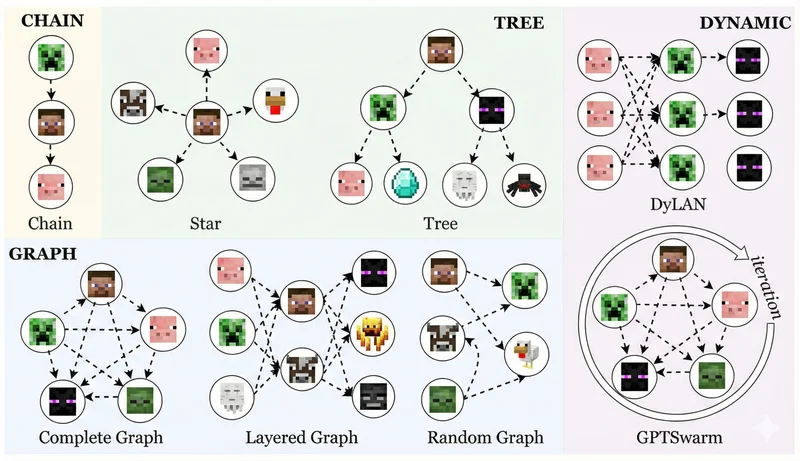 CHAIN
TREE
DYNAMIC
Chain
Star
Tree
DyLAN
GRAPH
iteration
Complete Graph
Layered Graph
Random Graph
GPTSwarm